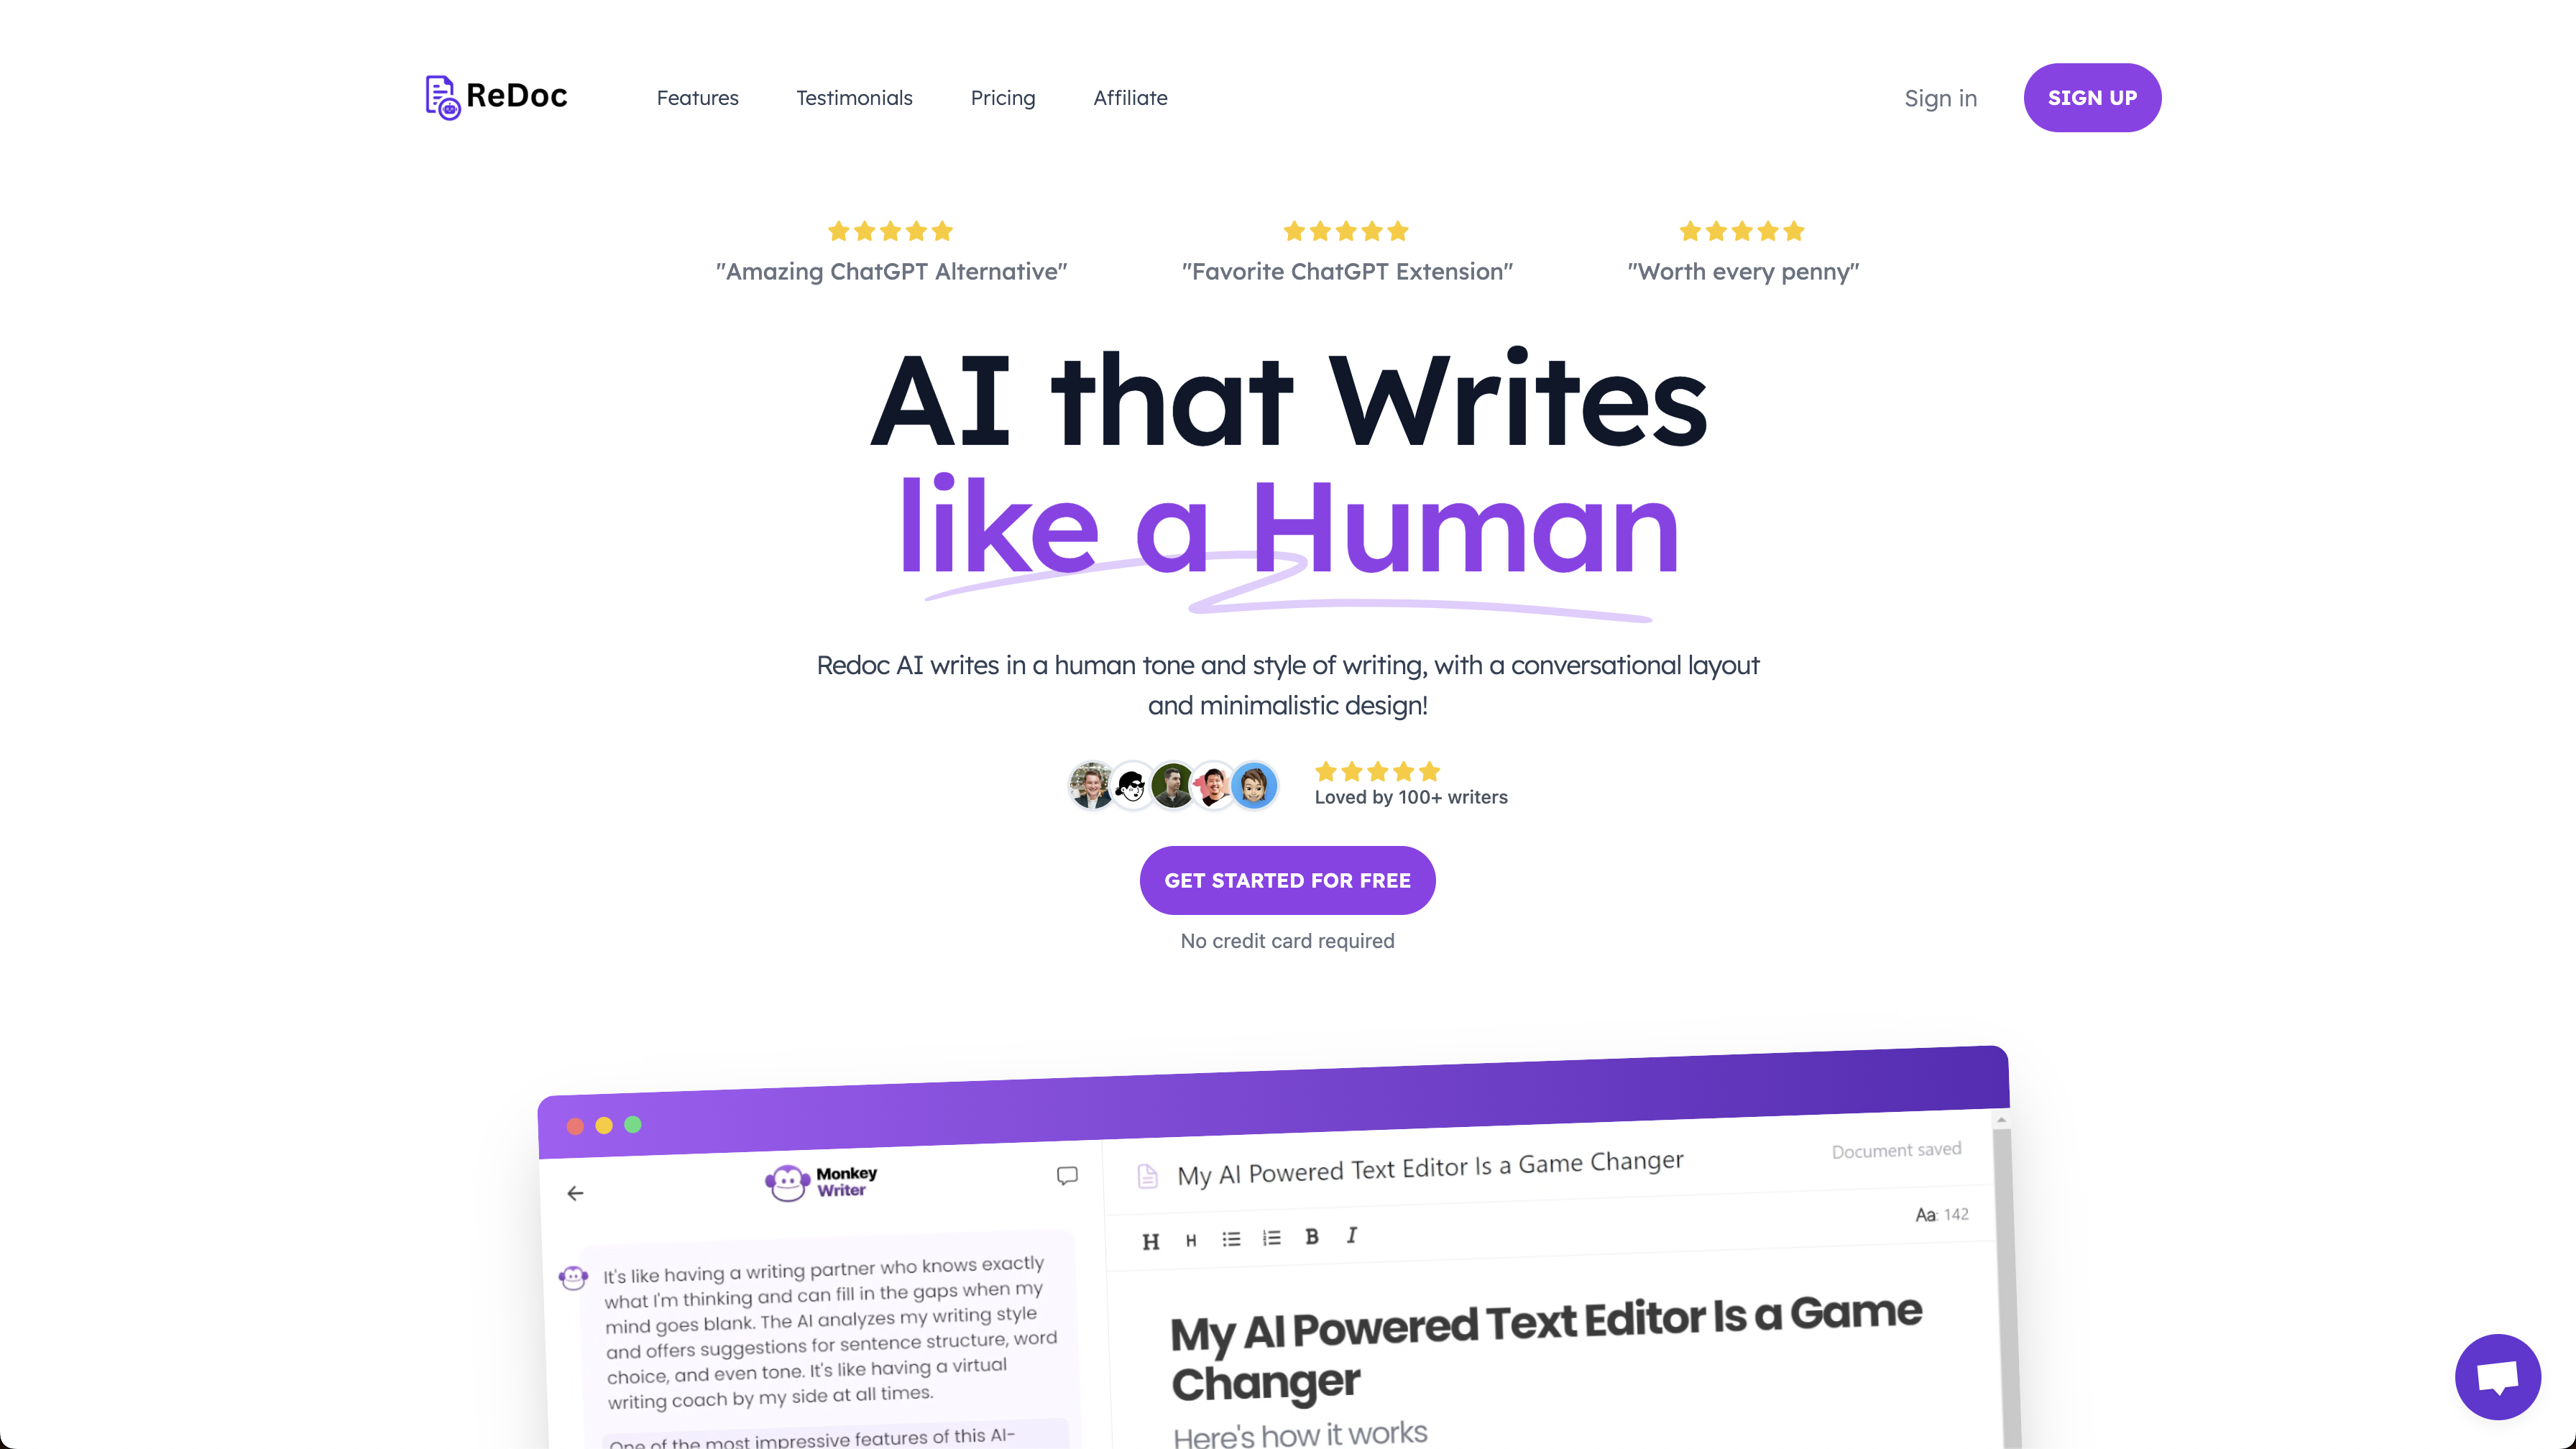 ReDoc
Features
Testimonials
Pricing
Affiliate
Sign in
SIGN UP
"Amazing ChatGPT Alternative"
"Favorite ChatGPT Extension"
"Worth every penny"
AI that Writes
like a Human
Redoc AI writes in a human tone and style of writing, with a conversational layout
and minimalistic design!
Loved by 100+ writers
GET STARTED FOR FREE
No credit card required
Monkey
Writer
It's like having a writing partner who knows exactly
what I'm thinking and can fill in the gaps when my
mind goes blank. The AI analyzes my writing style
and offers suggestions for sentence structure, word
choice, and even tone. It's like having a virtual
writing coach by my side at all times.
One of the most impressive features of this AI-
My AI Powered Text Editor Is a Game Changer
Document saved
H H B I
Aa: 142
My AI Powered Text Editor Is a Game
Changer
Here's how it works